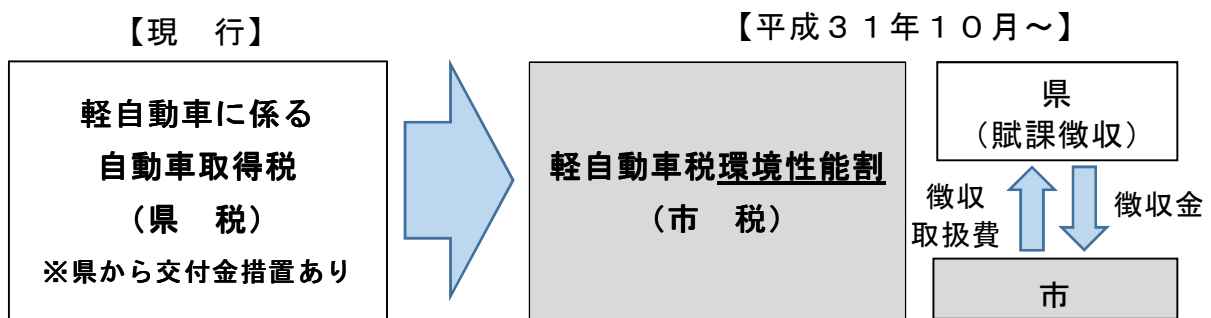 【現　行】
軽自動車に係る
自動車取得税
（県　税）
※県から交付金措置あり
【平成３１年１０月～】
軽自動車税環境性能割
（市　税）
県
（賦課徴収）
徴収
取扱費
徴収金
市